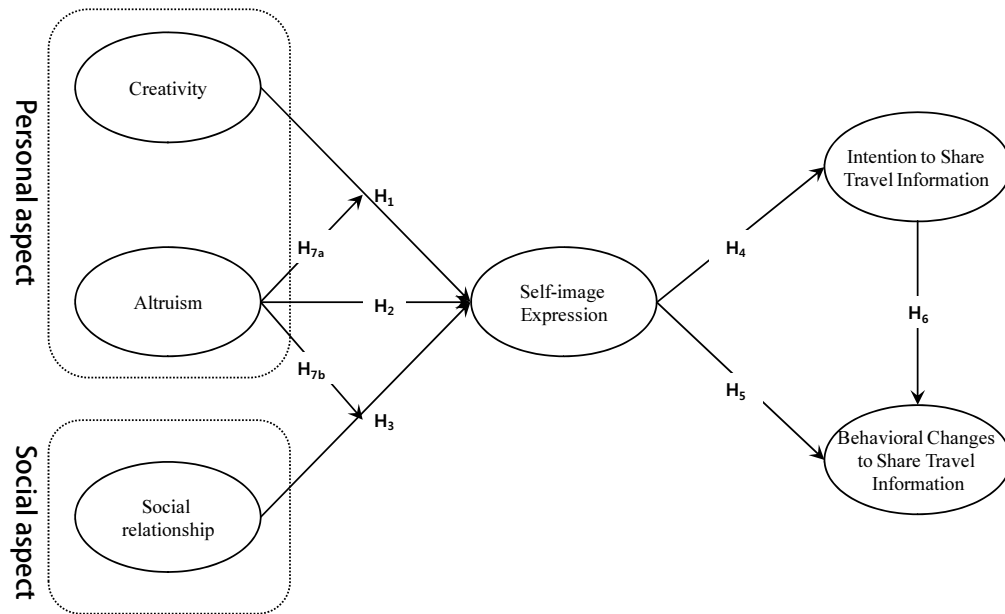 Personal aspect
Creativity
Altruism
Social aspect
Social
relationship
H1
H7a
H2
H7b
H3
Self-image
Expression
H4
H5
Intention to Share
Travel Information
H6
Behavioral Changes
to Share Travel
Information